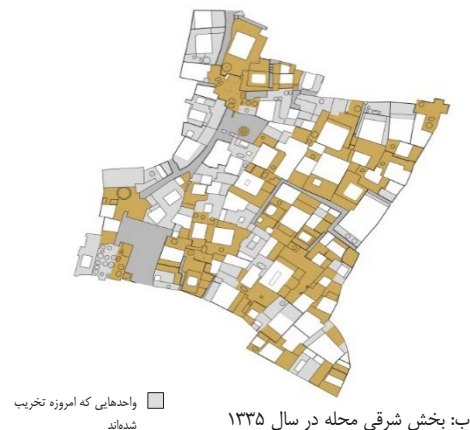 واحدهایی که امروزه تخریب
شده‌اند
ب: بخش شرقی محله در سال ۱۳۳۵